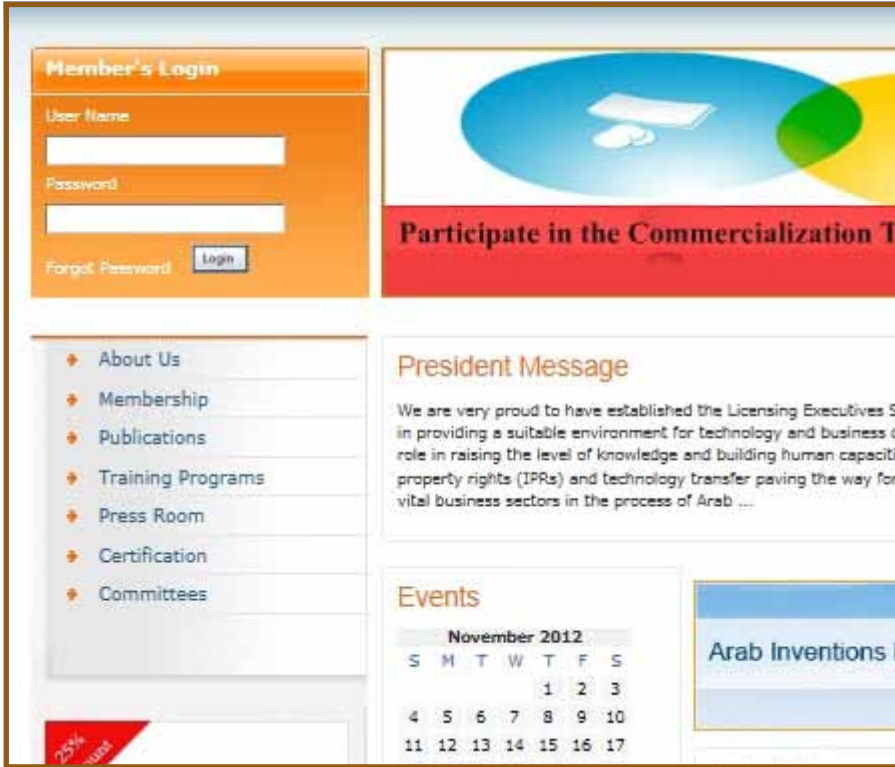 Member's Login
User Name
Password
Forgot Password Login
Participate in the Commercialization T
About Us
Membership
Publications
Training Programs
Press Room
Certification
Committees
President Message
We are very proud to have established the Licensing Executives S
in providing a suitable environment for technology and business
role in raising the level of knowledge and building human capaciti
property rights (IPRs) and technology transfer paving the way for
vital business sectors in the process of Arab ...
Events
November 2012
S M T W T F S
1 2 3
4 5 6 7 8 9 10
11 12 13 14 15 16 17
Arab Inventions
25%
ount